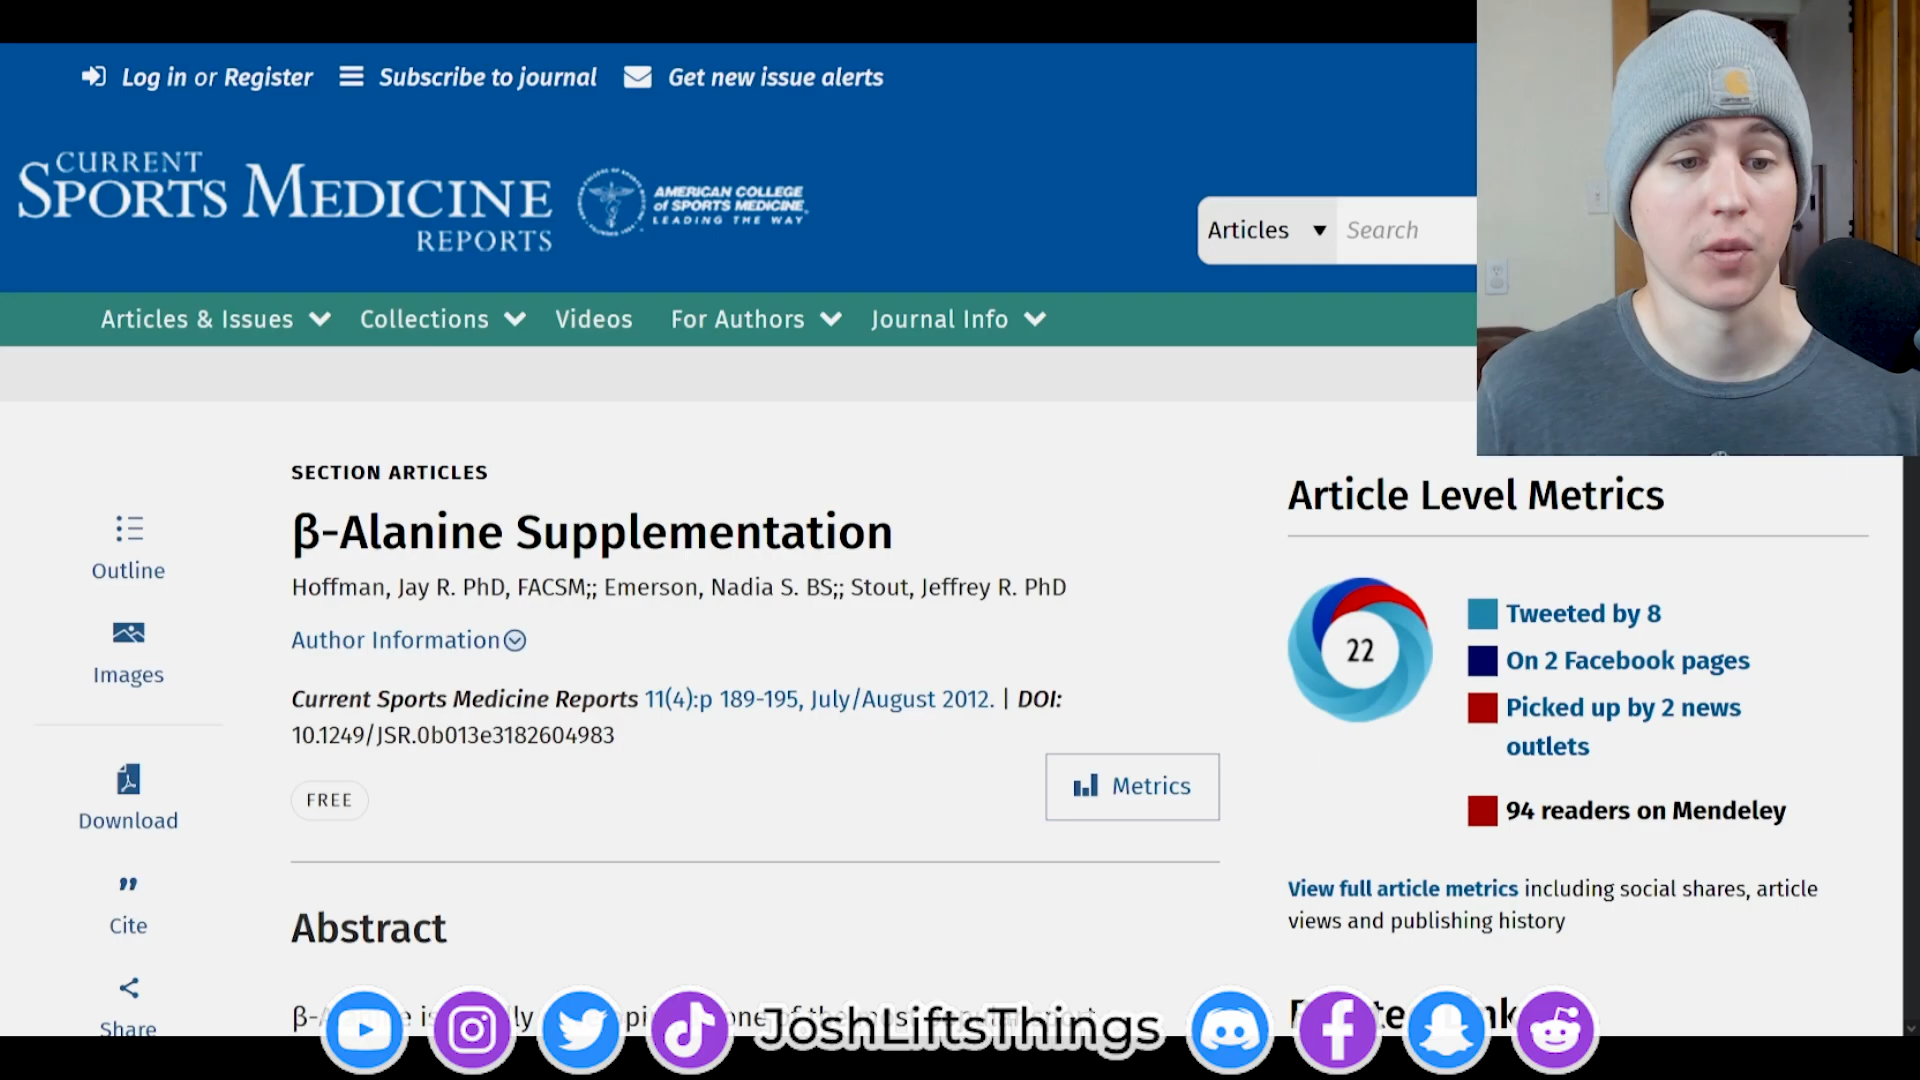 Log in or Register Subscribe to journal Get new issue alerts
CURRENT
SPORTS MEDICINE
REPORTS
AMERICAN COLLEGE
of SPORTS MEDICINE
LEADING THE WAY
Articles Search
Articles & Issues Collections Videos For Authors Journal Info
SECTION ARTICLES
β-Alanine Supplementation
Hoffman, Jay R. PhD, FACSM;; Emerson, Nadia S. BS;; Stout, Jeffrey R. PhD
Author Information
Current Sports Medicine Reports 11(4):p 189-195, July/August 2012. | DOI:
10.1249/JSR.0b013e3182604983
FREE
Metrics
Abstract
Outline
Images
Download
Cite
Share
Article Level Metrics
22
Tweeted by 8
On 2 Facebook pages
Picked up by 2 news
outlets
94 readers on Mendeley
View full article metrics including social shares, article
views and publishing history
JoshLiftsThings